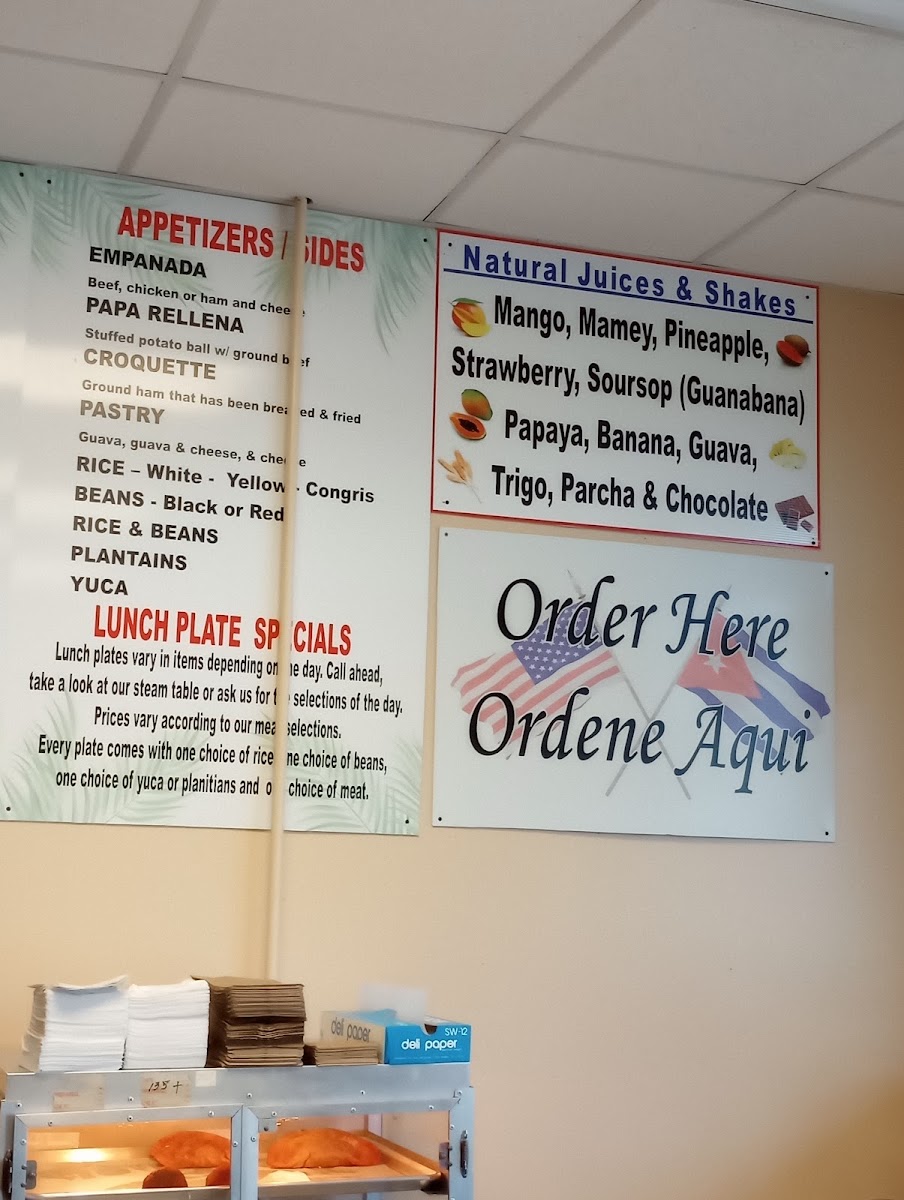 APPETIZERS / SIDES
EMPANADA
Beef, chicken or ham and cheese
PAPA RELLENA
Stuffed potato ball w/ ground beef
CROQUETTE
Ground ham that has been breaded & fried
PASTRY
Guava, guava & cheese, & cheese
RICE – White - Yellow - Congris
BEANS - Black or Red
RICE & BEANS
PLANTAINS
YUCA
LUNCH PLATE SPECIALS
Lunch plates vary in items depending on the day. Call ahead,
take a look at our steam table or ask us for the selections of the day.
Prices vary according to our meat selections.
Every plate comes with one choice of rice, one choice of beans,
one choice of yuca or planitians and one choice of meat.
Natural Juices & Shakes
Mango, Mamey, Pineapple,
Strawberry, Soursop (Guanabana)
Papaya, Banana, Guava,
Trigo, Parcha & Chocolate
Order Here
Ordene Aqui
deli paper
SW-12
deli paper
135+